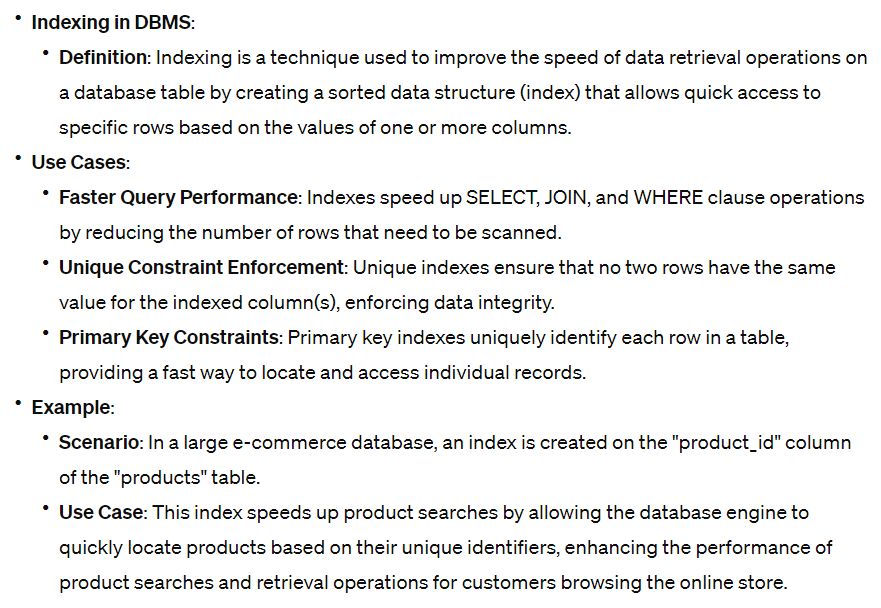 • Indexing in DBMS:
• Definition: Indexing is a technique used to improve the speed of data retrieval operations on
a database table by creating a sorted data structure (index) that allows quick access to
specific rows based on the values of one or more columns.
• Use Cases:
• Faster Query Performance: Indexes speed up SELECT, JOIN, and WHERE clause operations
by reducing the number of rows that need to be scanned.
• Unique Constraint Enforcement: Unique indexes ensure that no two rows have the same
value for the indexed column(s), enforcing data integrity.
• Primary Key Constraints: Primary key indexes uniquely identify each row in a table,
providing a fast way to locate and access individual records.
• Example:
• Scenario: In a large e-commerce database, an index is created on the "product_id" column
of the "products" table.
• Use Case: This index speeds up product searches by allowing the database engine to
quickly locate products based on their unique identifiers, enhancing the performance of
product searches and retrieval operations for customers browsing the online store.